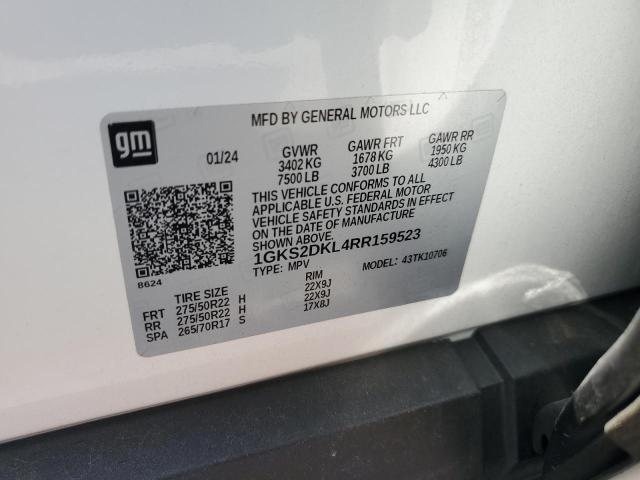 MFD BY GENERAL MOTORS LLC
gm
01/24
GVWR
3402 KG
7500 LB
GAWR FRT
1678 KG
3700 LB
GAWR RR
1950 KG
4300 LB
THIS VEHICLE CONFORMS TO ALL
APPLICABLE U.S. FEDERAL MOTOR
VEHICLE SAFETY STANDARDS IN EFFECT
ON THE DATE OF MANUFACTURE
SHOWN ABOVE.
1GKS2DKL4RR159523
TYPE: MPV MODEL: 43TK10706
8624
TIRE SIZE RIM
FRT 275/50R22 H 22X9J
RR 275/50R22 H 22X9J
SPA 265/70R17 S 17X8J